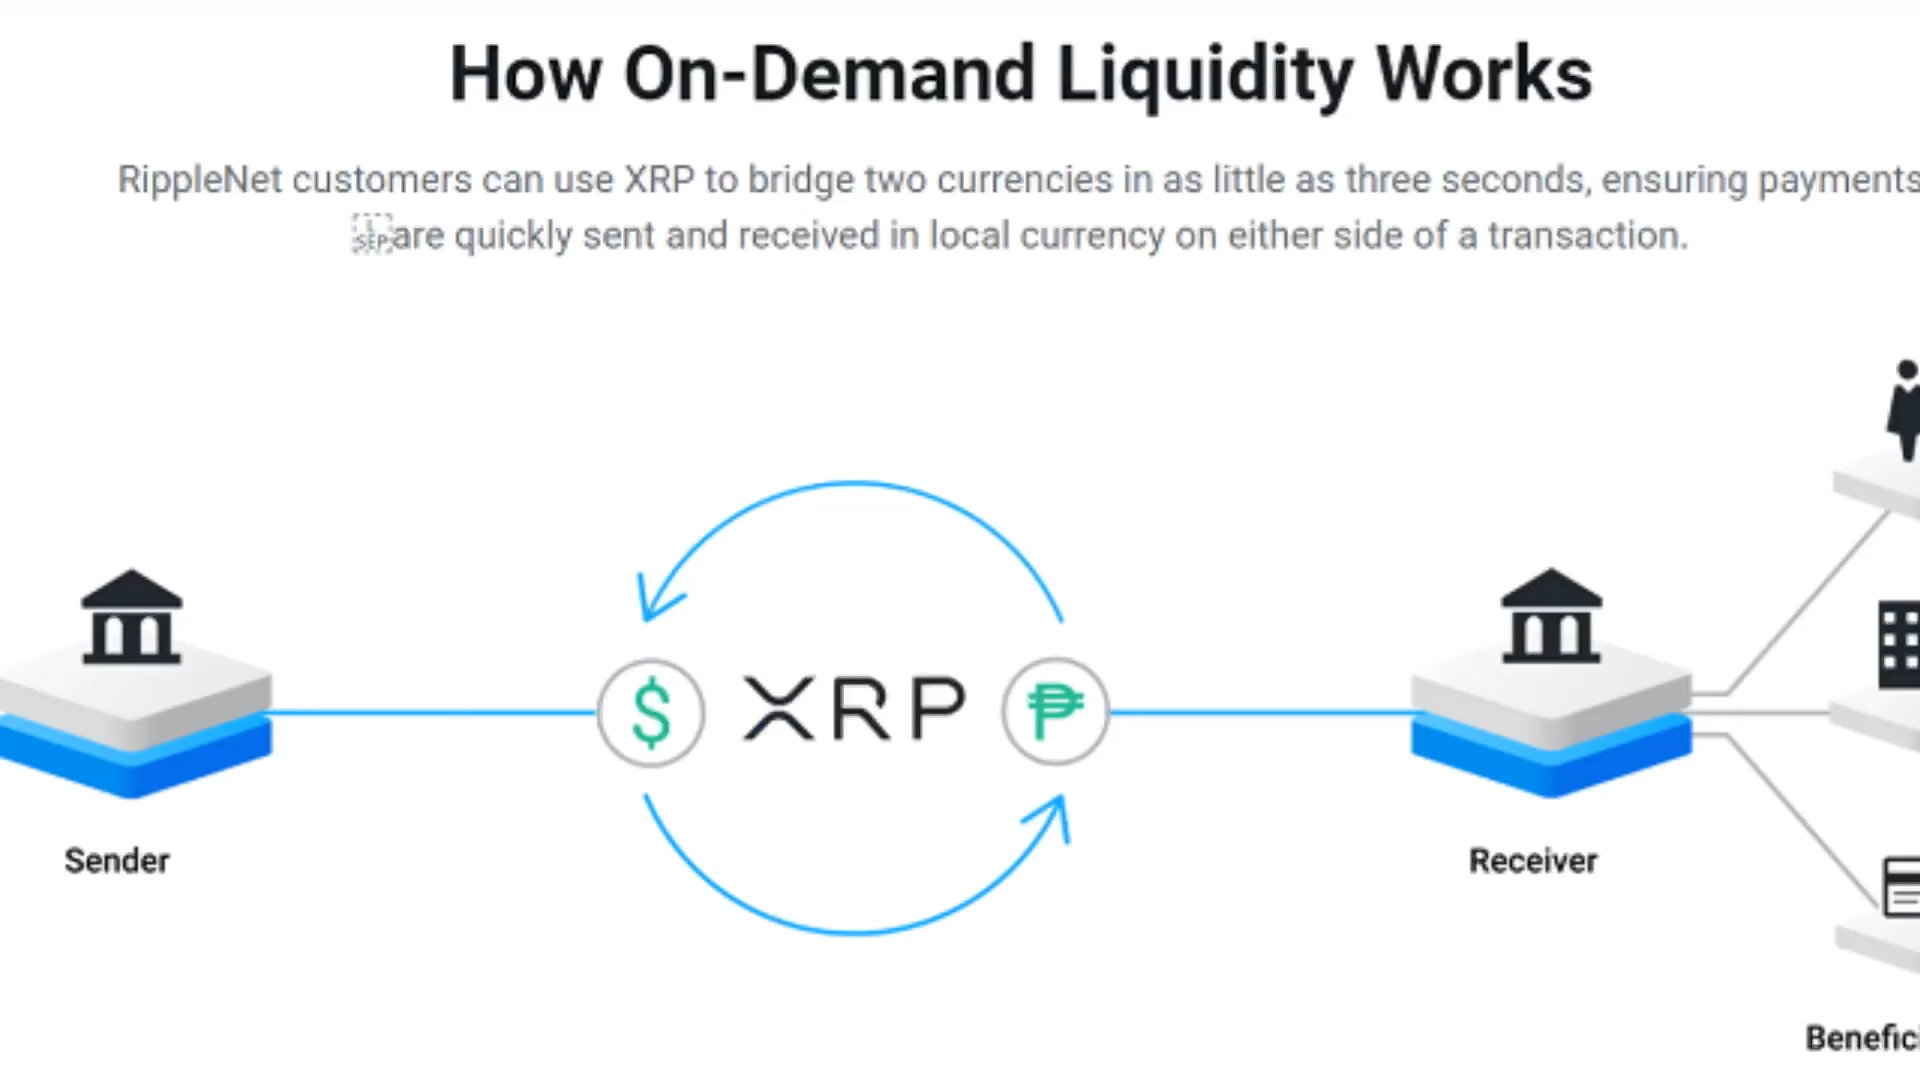 How On-Demand Liquidity Works
RippleNet customers can use XRP to bridge two currencies in as little as three seconds, ensuring payments
are quickly sent and received in local currency on either side of a transaction.
$ XRP ₱
Sender
Receiver